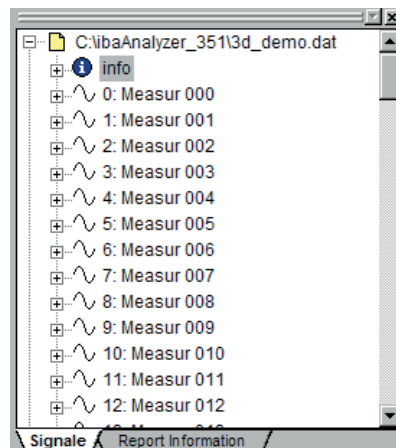 C:\ibaAnalyzer_351\3d_demo.dat
info
0: Measur 000
1: Measur 001
2: Measur 002
3: Measur 003
4: Measur 004
5: Measur 005
6: Measur 006
7: Measur 007
8: Measur 008
9: Measur 009
10: Measur 010
11: Measur 011
12: Measur 012
Signale Report Information